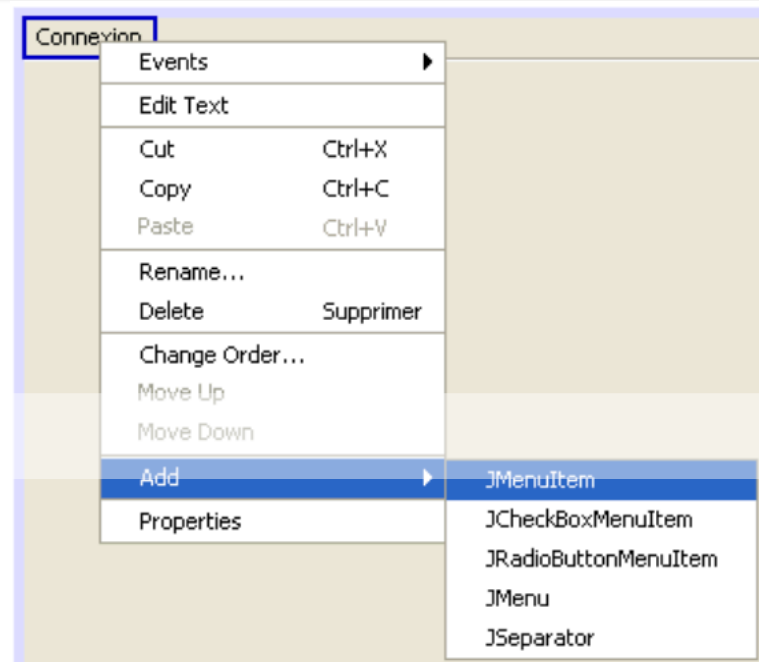 Connexion
Events
Edit Text
Cut Ctrl+X
Copy Ctrl+C
Paste Ctrl+V
Rename...
Delete Supprimer
Change Order...
Move Up
Move Down
Add
Properties
JMenuItem
JCheckBoxMenuItem
JRadioButtonMenuItem
JMenu
JSeparator